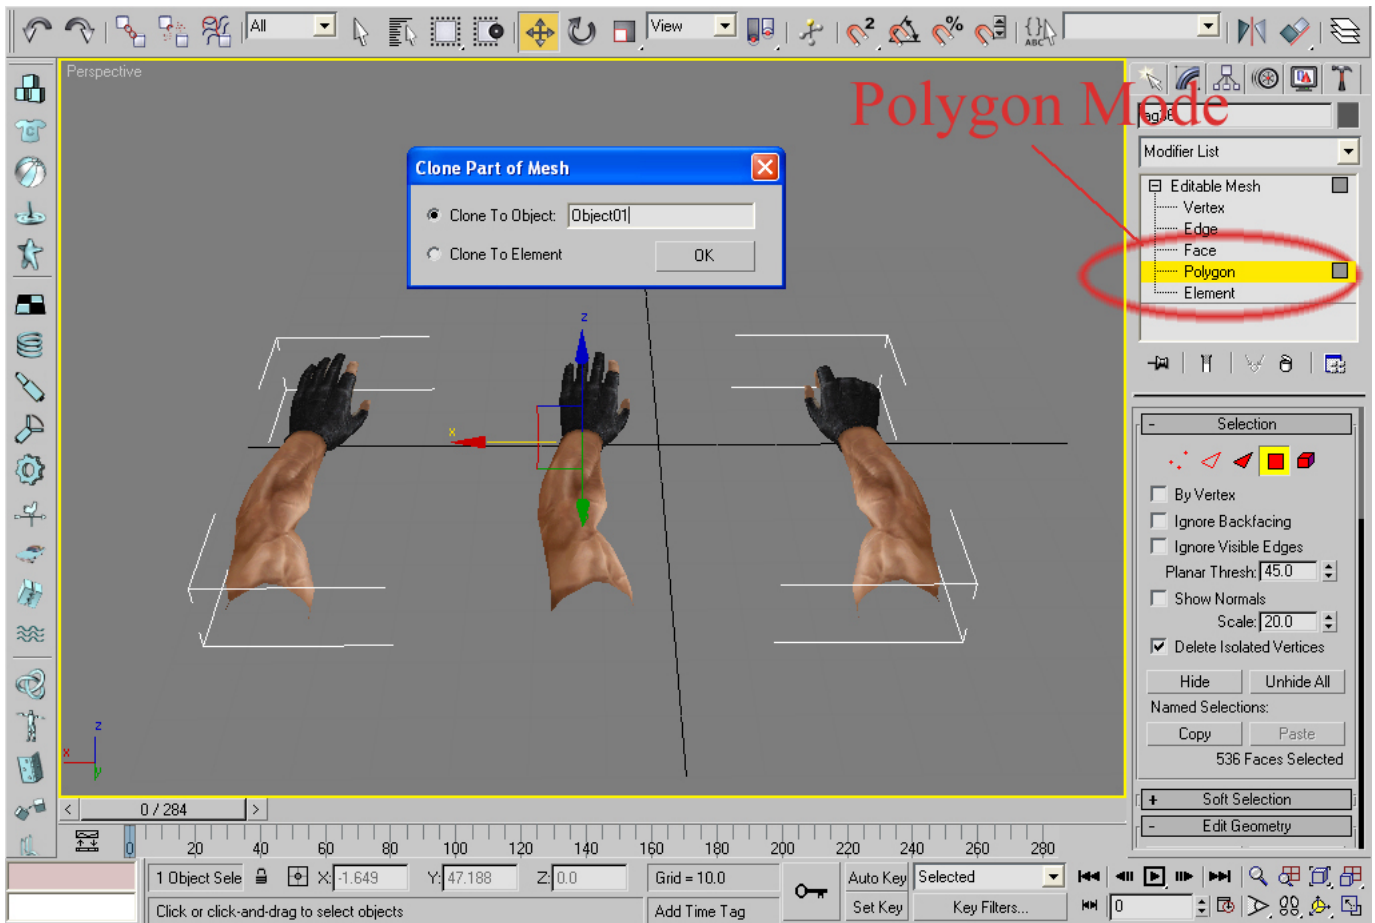 All
View
Perspective
Polygon Mode
Modifier List
Clone Part of Mesh
Editable Mesh
Vertex
Clone To Object: Object01
Edge
Face
Clone To Element
OK
Polygon
Element
z
x
Selection
By Vertex
Ignore Backfacing
Ignore Visible Edges
Planar Thresh: 45.0
Show Normals
Scale: 20.0
Delete Isolated Vertices
Hide Unhide All
Named Selections:
Copy Paste
536 Faces Selected
z
x
y
Soft Selection
Edit Geometry
0 / 284
0 20 40 60 80 100 120 140 160 180 200 220 240 260 280
1 Object Sele X: -1.649 Y: 47.188 Z: 0.0 Grid = 10.0 Auto Key Selected
Click or click-and-drag to select objects Add Time Tag Set Key Key Filters... 0